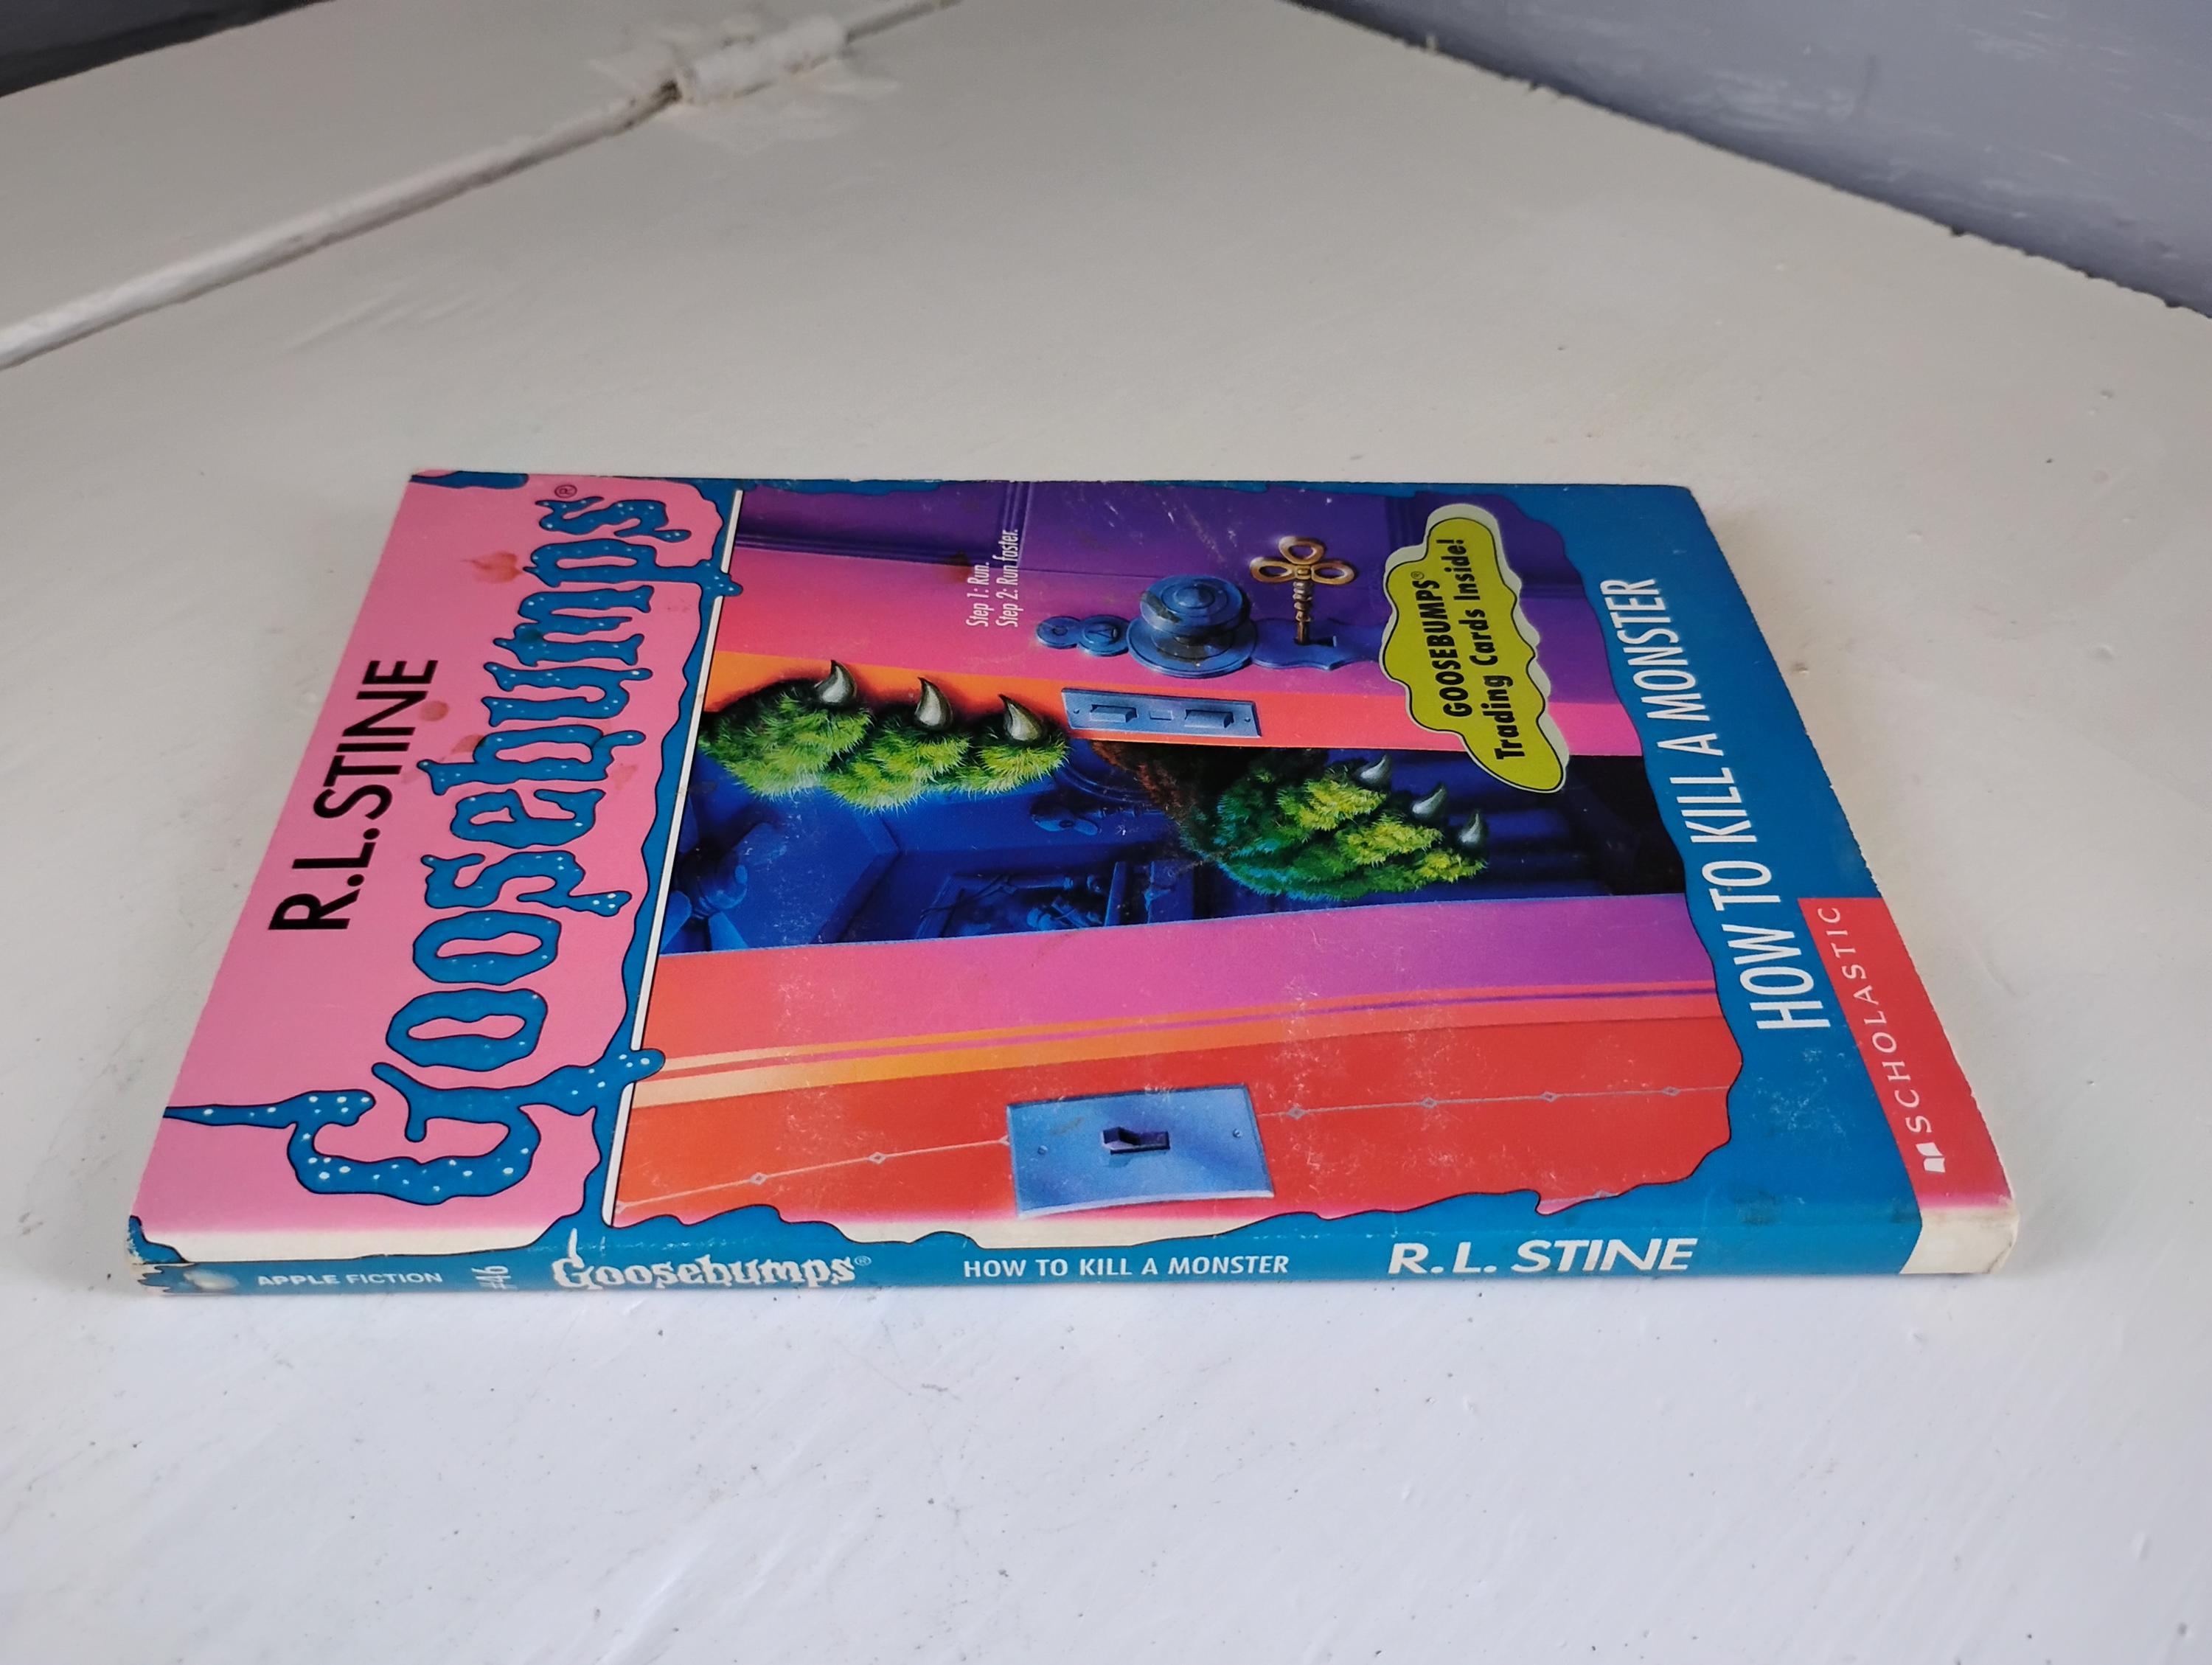 R.L. STINE
Goosebumps®
Step 1: Run.
Step 2: Run faster.
GOOSEBUMPS®
Trading Cards Inside!
HOW TO KILL A MONSTER
SCHOLASTIC
APPLE FICTION #46 Goosebumps® HOW TO KILL A MONSTER R.L. STINE